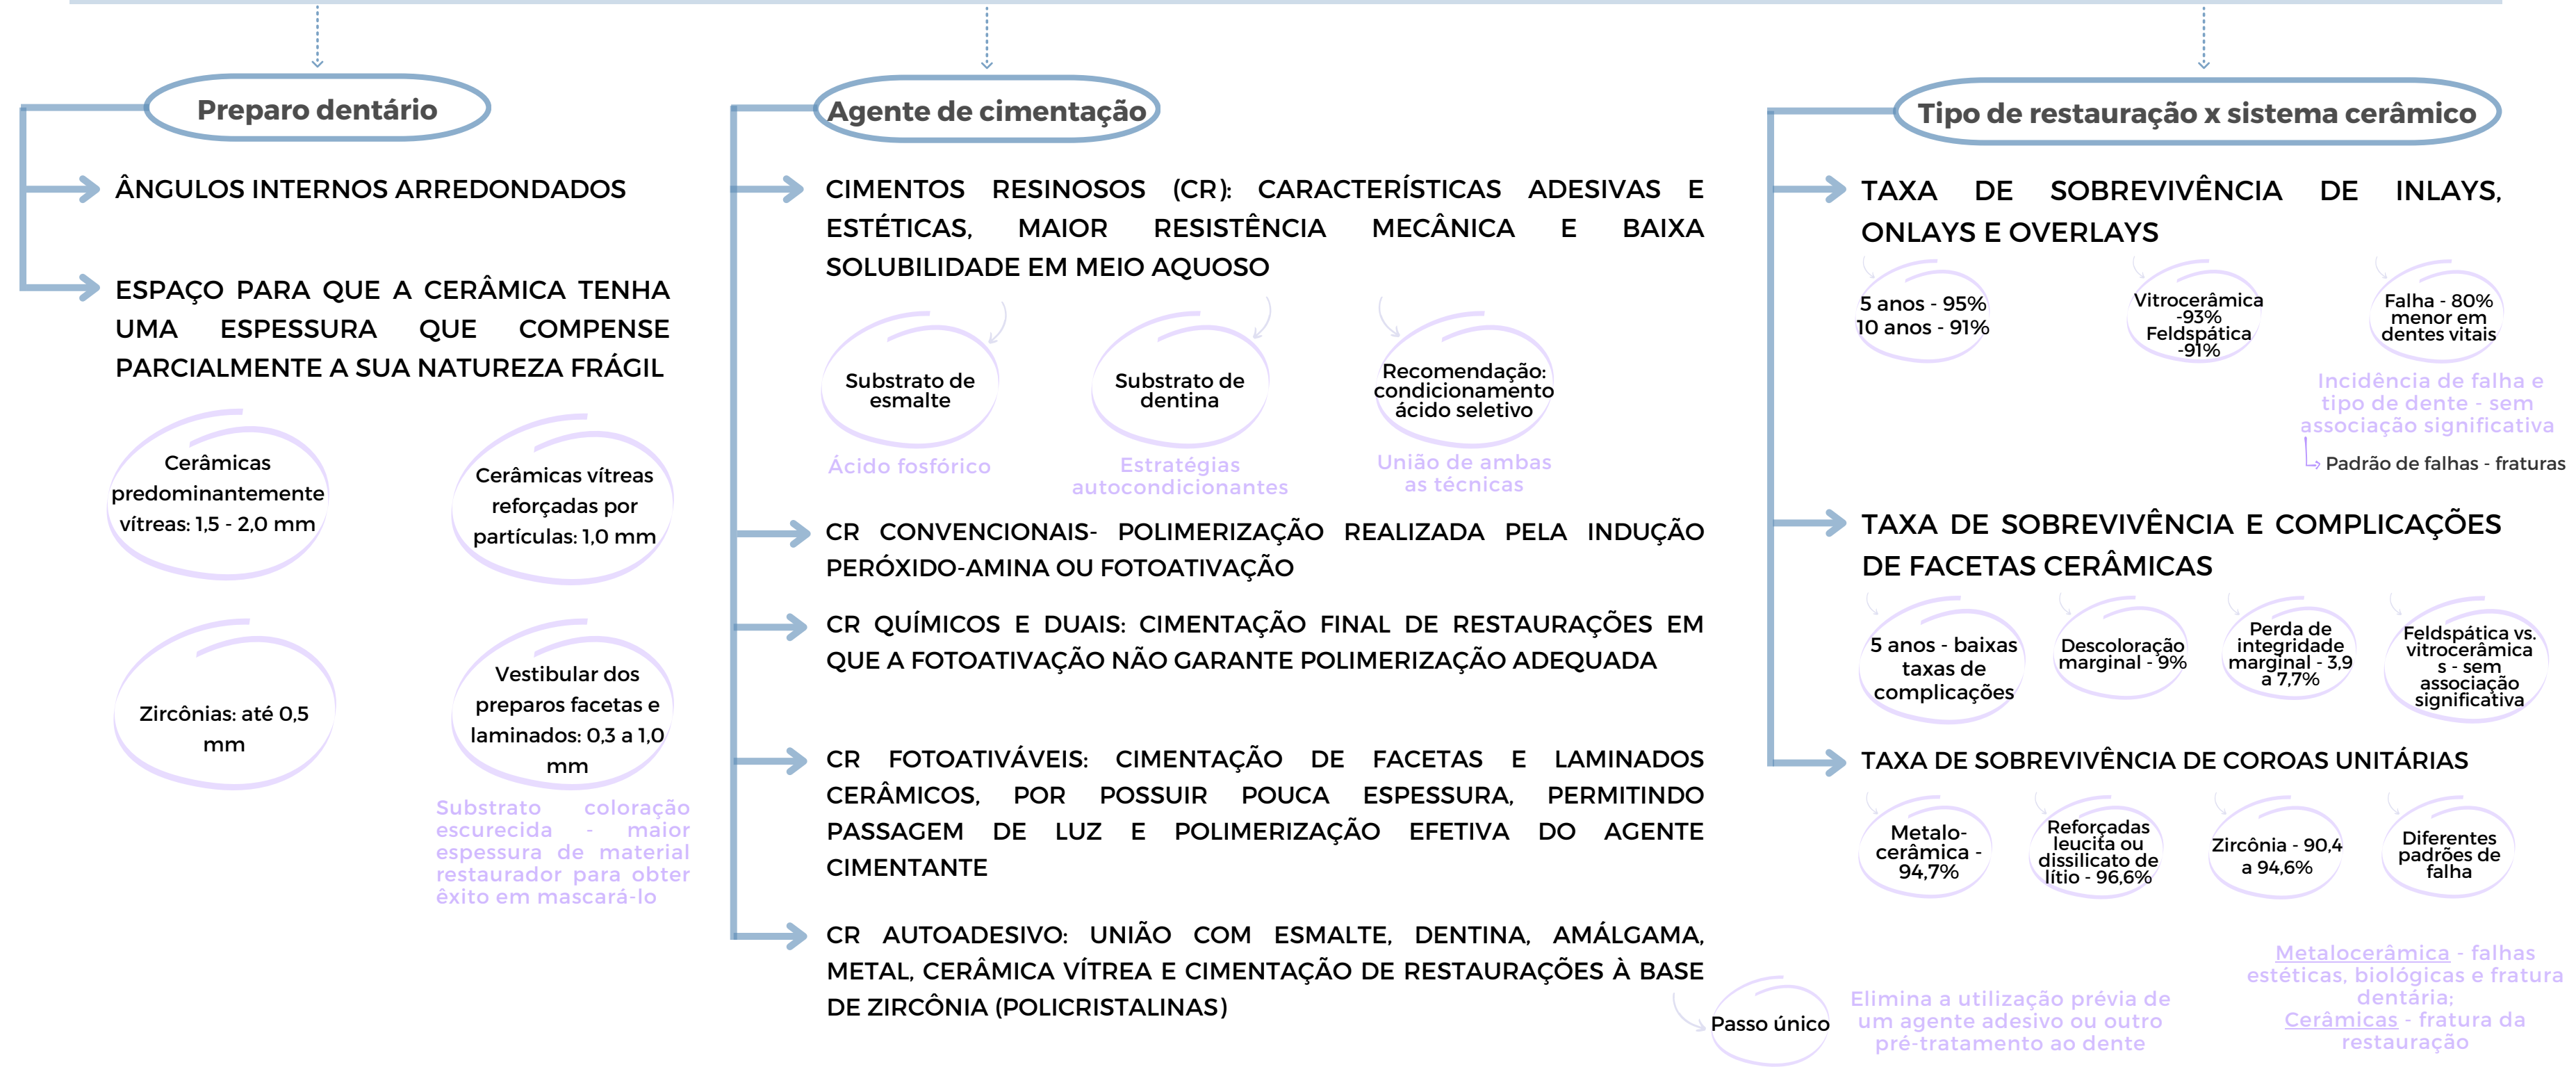 Preparo dentário
ÂNGULOS INTERNOS ARREDONDADOS
ESPAÇO PARA QUE A CERÂMICA TENHA
UMA ESPESSURA QUE COMPENSE
PARCIALMENTE A SUA NATUREZA FRÁGIL
Cerâmicas
predominantemente
vítreas: 1,5 - 2,0 mm
Cerâmicas vítreas
reforçadas por
partículas: 1,0 mm
Zircônias: até 0,5
mm
Vestibular dos
preparos facetas e
laminados: 0,3 a 1,0
mm
Substrato coloração
escurecida - maior
espessura de material
restaurador para obter
êxito em mascará-lo
Agente de cimentação
CIMENTOS RESINOSOS (CR): CARACTERÍSTICAS ADESIVAS E
ESTÉTICAS, MAIOR RESISTÊNCIA MECÂNICA E BAIXA
SOLUBILIDADE EM MEIO AQUOSO
Substrato de
esmalte
Ácido fosfórico
Substrato de
dentina
Estratégias
autocondicionantes
Recomendação:
condicionamento
ácido seletivo
União de ambas
as técnicas
CR CONVENCIONAIS- POLIMERIZAÇÃO REALIZADA PELA INDUÇÃO
PERÓXIDO-AMINA OU FOTOATIVAÇÃO
CR QUÍMICOS E DUAIS: CIMENTAÇÃO FINAL DE RESTAURAÇÕES EM
QUE A FOTOATIVAÇÃO NÃO GARANTE POLIMERIZAÇÃO ADEQUADA
CR FOTOATIVÁVEIS: CIMENTAÇÃO DE FACETAS E LAMINADOS
CERÂMICOS, POR POSSUIR POUCA ESPESSURA, PERMITINDO
PASSAGEM DE LUZ E POLIMERIZAÇÃO EFETIVA DO AGENTE
CIMENTANTE
CR AUTOADESIVO: UNIÃO COM ESMALTE, DENTINA, AMÁLGAMA,
METAL, CERÂMICA VÍTREA E CIMENTAÇÃO DE RESTAURAÇÕES À BASE
DE ZIRCÔNIA (POLICRISTALINAS)
Passo único
Elimina a utilização prévia de
um agente adesivo ou outro
pré-tratamento ao dente
Tipo de restauração x sistema cerâmico
TAXA DE SOBREVIVÊNCIA DE INLAYS,
ONLAYS E OVERLAYS
5 anos - 95%
10 anos - 91%
Vitrocerâmica
-93%
Feldspática
-91%
Falha - 80%
menor em
dentes vitais
Incidência de falha e
tipo de dente - sem
associação significativa
Padrão de falhas - fraturas
TAXA DE SOBREVIVÊNCIA E COMPLICAÇÕES
DE FACETAS CERÂMICAS
5 anos - baixas
taxas de
complicações
Descoloração
marginal - 9%
Perda de
integridade
marginal - 3,9
a 7,7%
Feldspática vs.
vitrocerâmica
s - sem
associação
significativa
TAXA DE SOBREVIVÊNCIA DE COROAS UNITÁRIAS
Metalo-
cerâmica -
94,7%
Reforçadas
leucita ou
dissilicato de
lítio - 96,6%
Zircônia - 90,4
a 94,6%
Diferentes
padrões de
falha
Metalocerâmica - falhas
estéticas, biológicas e fratura
dentária;
Cerâmicas - fratura da
restauração